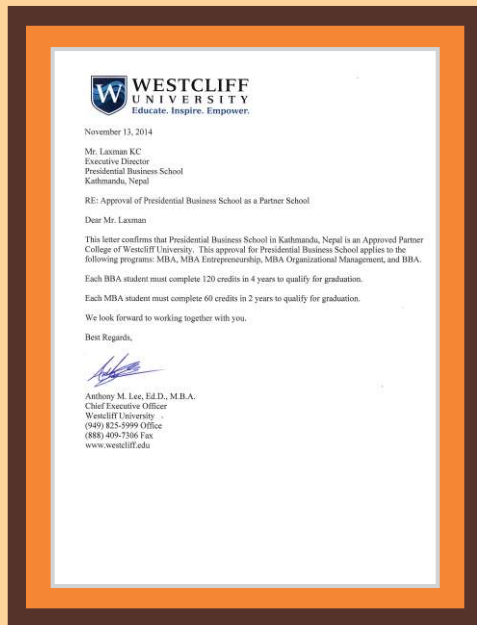 W WESTCLIFF
UNIVERSITY
Educate. Inspire. Empower.
November 13, 2014
Mr. Laxman KC
Executive Director
Presidential Business School
Kathmandu, Nepal
RE: Approval of Presidential Business School as a Partner School
Dear Mr. Laxman
This letter confirms that Presidential Business School in Kathmandu, Nepal is an Approved Partner
College of Westcliff University. This approval for Presidential Business School applies to the
following programs: MBA, MBA Entrepreneurship, MBA Organizational Management, and BBA.
Each BBA student must complete 120 credits in 4 years to qualify for graduation.
Each MBA student must complete 60 credits in 2 years to qualify for graduation.
We look forward to working together with you.
Best Regards,
Anthony M. Lee, Ed.D., M.B.A.
Chief Executive Officer
Westcliff University
(949) 825-5999 Office
(888) 409-7306 Fax
www.westcliff.edu